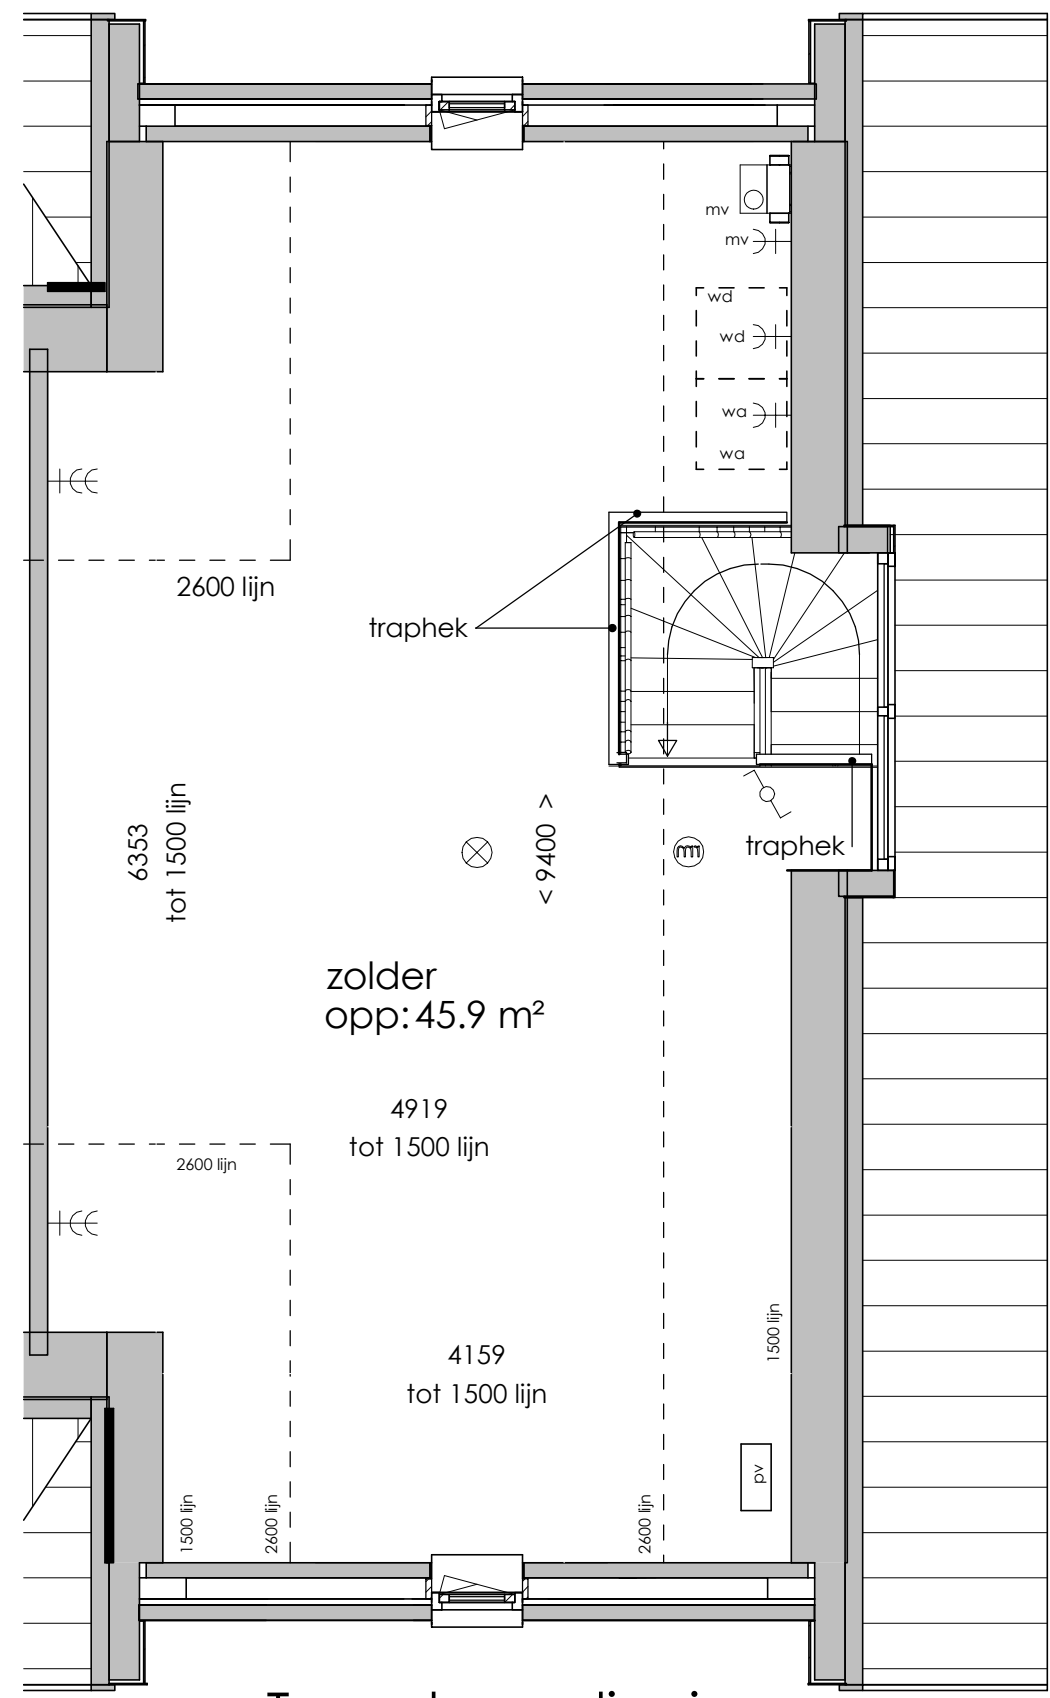 mv
mv
wd
wd
wa
wa
2600 lijn
traphek
6353
tot 1500 lijn
< 9400 >
m
traphek
zolder
opp: 45.9 m²
4919
tot 1500 lijn
2600 lijn
1500 lijn
4159
tot 1500 lijn
pv
1500 lijn
2600 lijn
2600 lijn